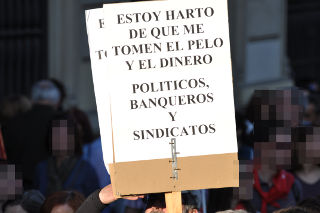 ESTOY HARTO
DE QUE ME
TOMEN EL PELO
Y EL DINERO
POLITICOS,
BANQUEROS
Y
SINDICATOS